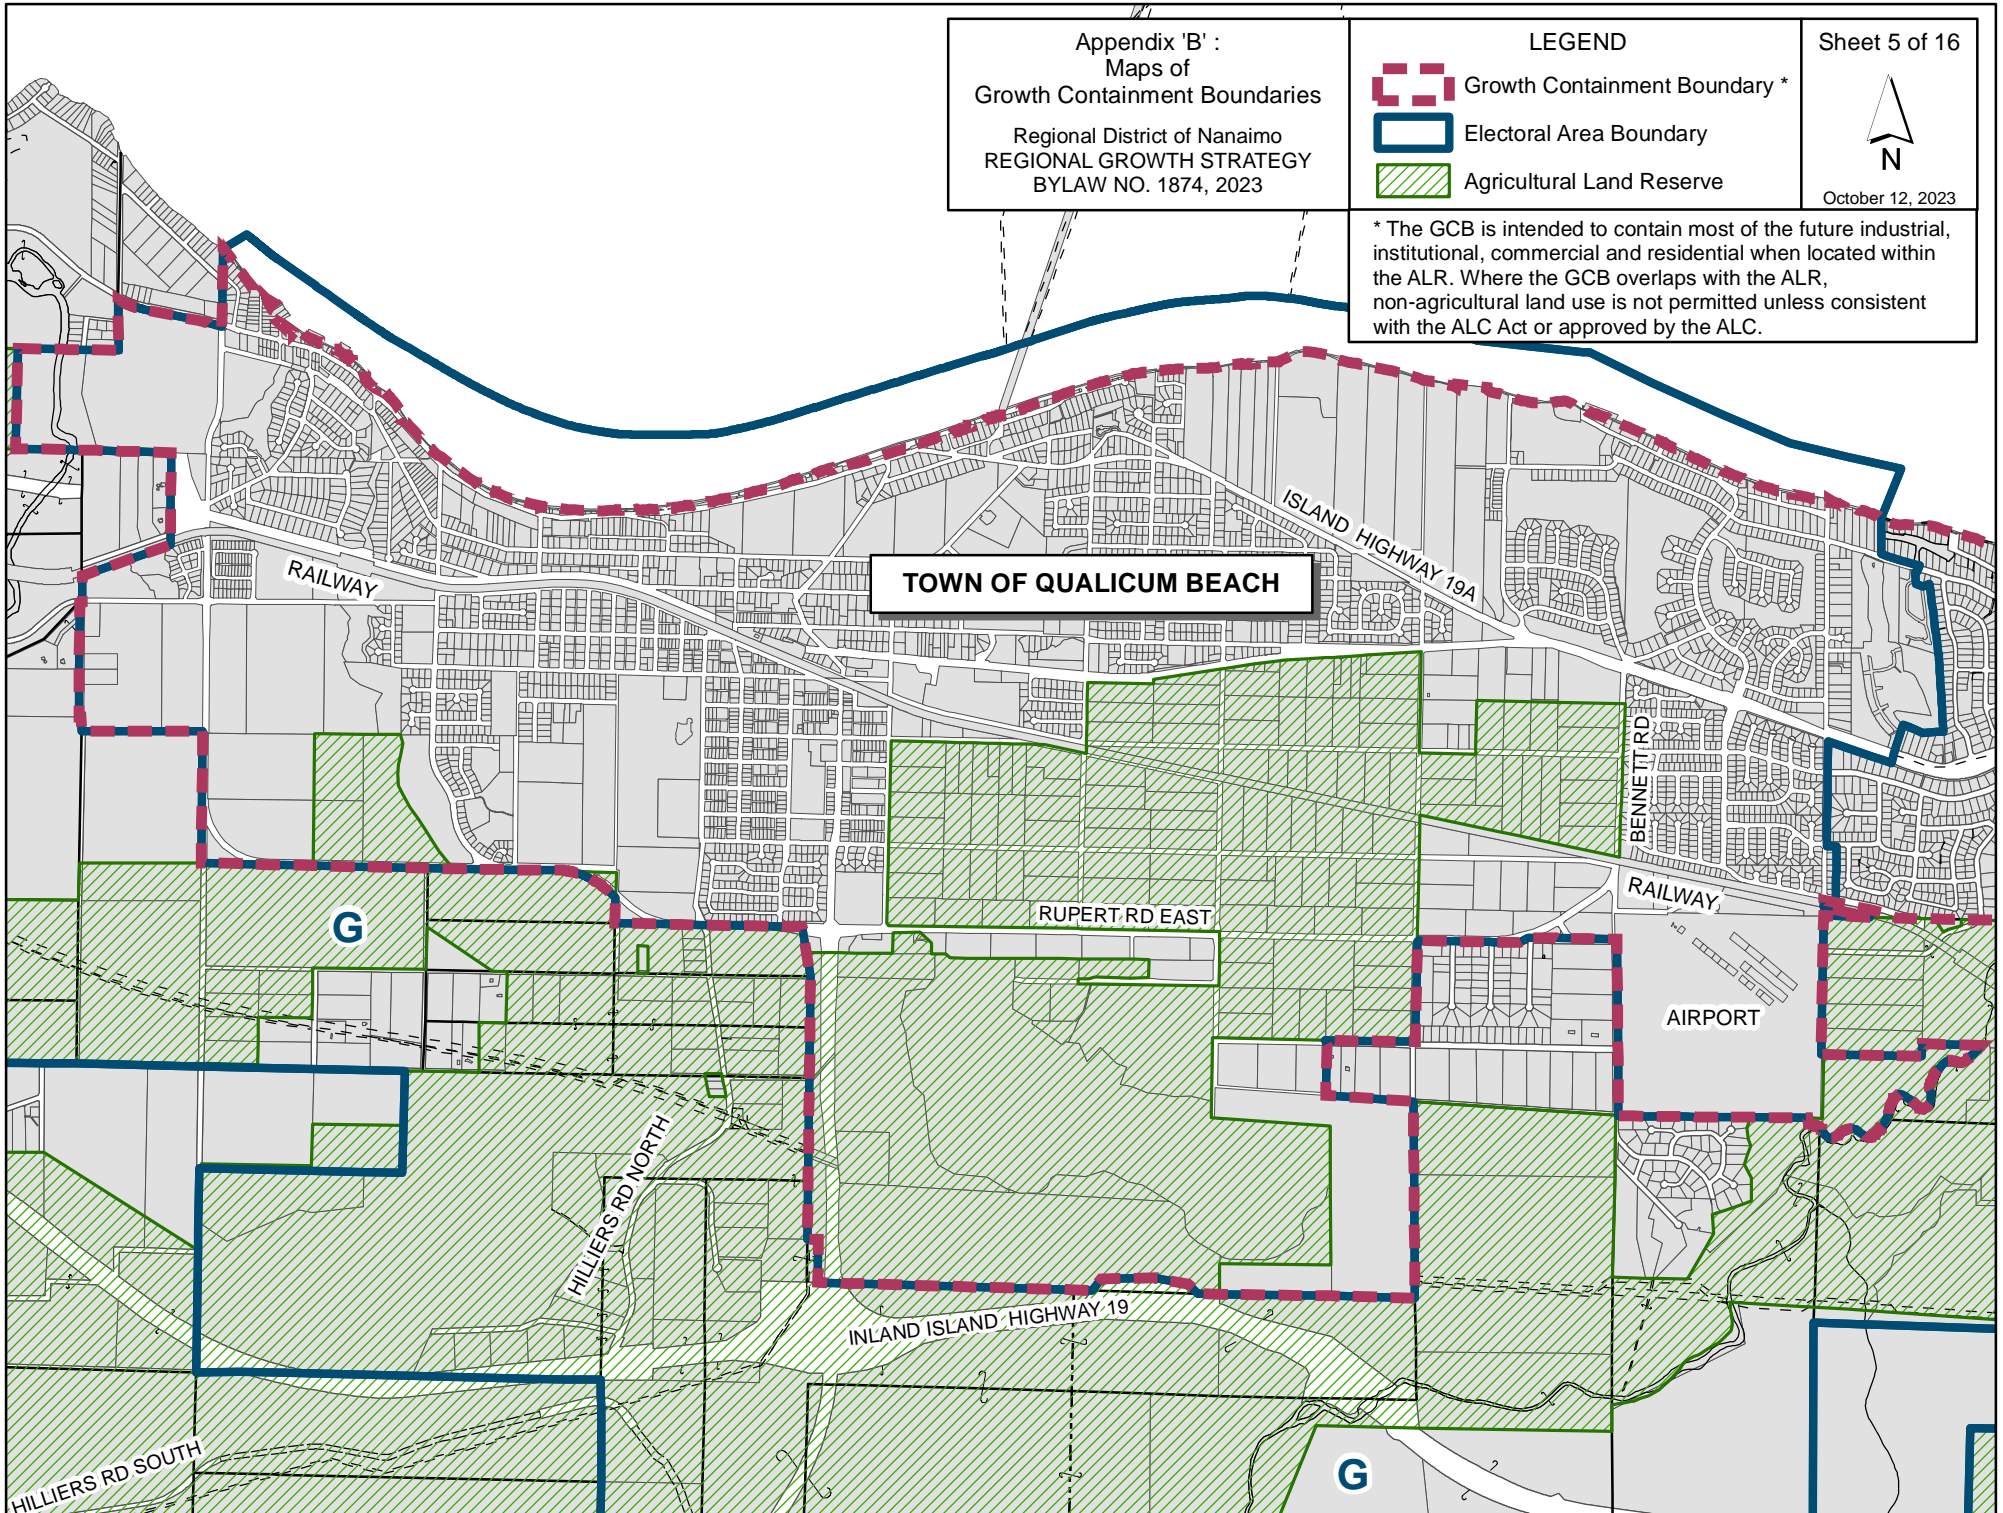 Appendix 'B' :
Maps of
Growth Containment Boundaries
Regional District of Nanaimo
REGIONAL GROWTH STRATEGY
BYLAW NO. 1874, 2023
LEGEND
Growth Containment Boundary *
Electoral Area Boundary
Agricultural Land Reserve
Sheet 5 of 16
N
October 12, 2023
* The GCB is intended to contain most of the future industrial,
institutional, commercial and residential when located within
the ALR. Where the GCB overlaps with the ALR,
non-agricultural land use is not permitted unless consistent
with the ALC Act or approved by the ALC.
ISLAND HIGHWAY 19A
RAILWAY
TOWN OF QUALICUM BEACH
BENNETT RD
RAILWAY
RUPERT RD EAST
G
AIRPORT
HILLIERS RD NORTH
INLAND ISLAND HIGHWAY 19
HILLIERS RD SOUTH
G